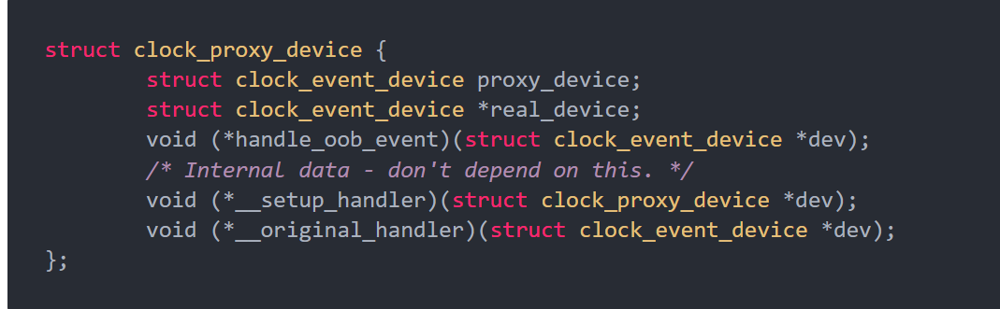 struct clock_proxy_device {
        struct clock_event_device proxy_device;
        struct clock_event_device *real_device;
        void (*handle_oob_event)(struct clock_event_device *dev);
        /* Internal data - don't depend on this. */
        void (*__setup_handler)(struct clock_proxy_device *dev);
        void (*__original_handler)(struct clock_event_device *dev);
};